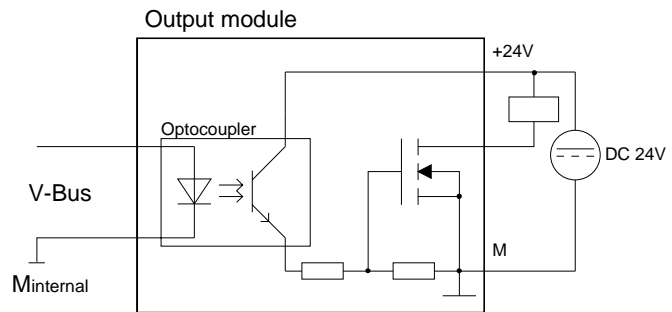 Output module
+24V
Optocoupler
DC 24V
V-Bus
M
Minternal